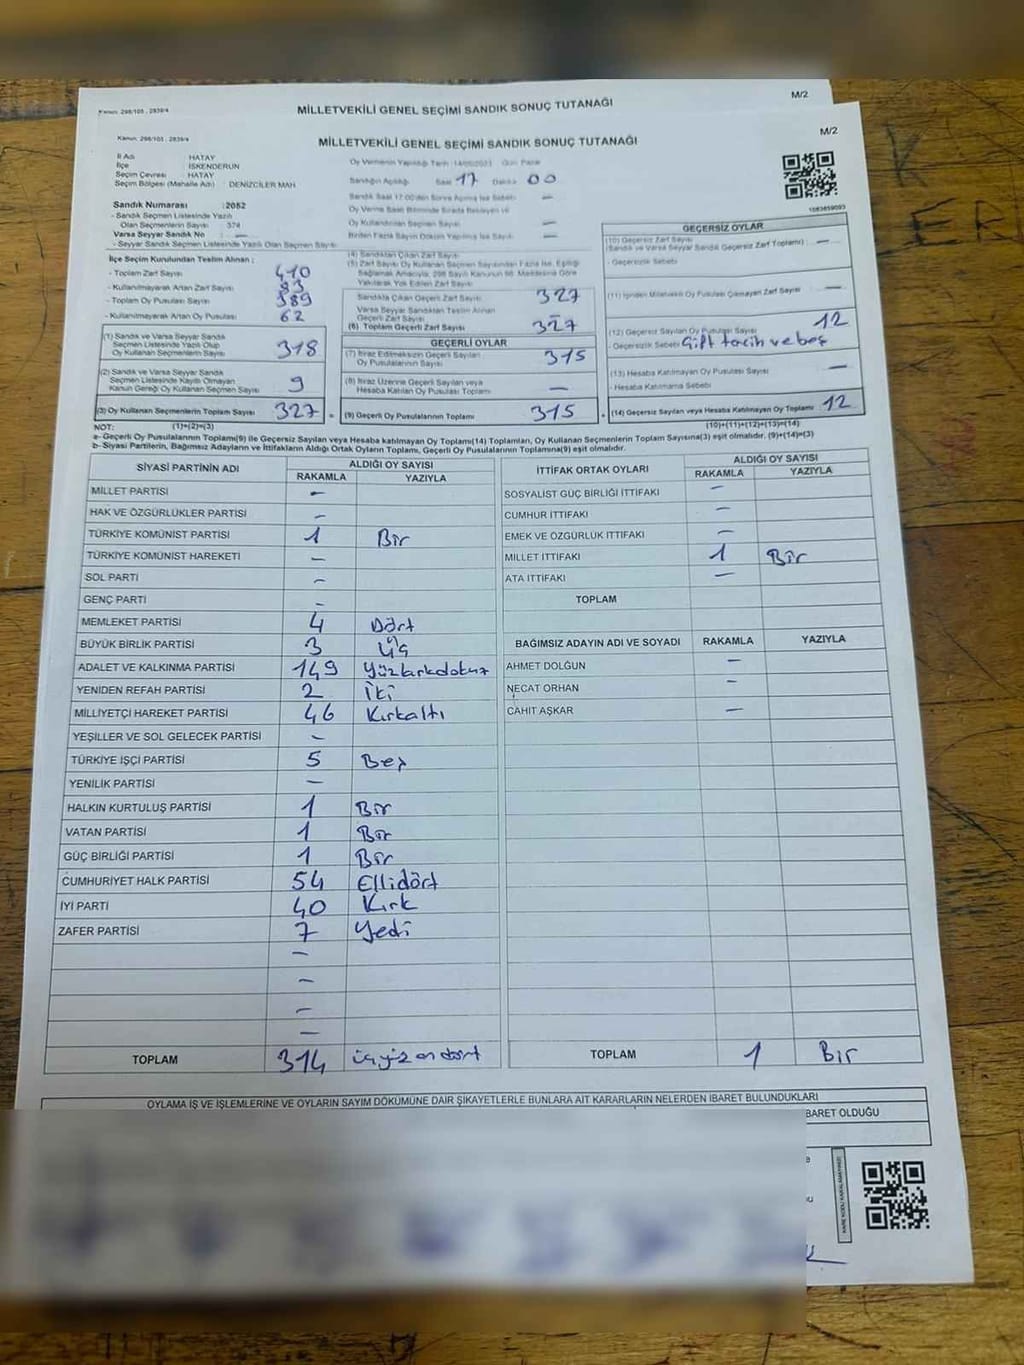 Kanun: 298/105 , 2839/4
MİLLETVEKİLİ GENEL SEÇİMİ SANDIK SONUÇ TUTANAĞI
M/2
Kanun: 298/105 , 2839/4
MİLLETVEKİLİ GENEL SEÇİMİ SANDIK SONUÇ TUTANAĞI
M/2
İl Adı : HATAY
İlçe : İSKENDERUN
Seçim Çevresi : HATAY
Seçim Bölgesi (Mahalle Adı) : DENİZCİLER MAH
Sandık Numarası : 2052
- Sandık Seçmen Listesinde Yazılı
Olan Seçmenlerin Sayısı : 374
Varsa Seyyar Sandık No : —
- Seyyar Sandık Seçmen Listesinde Yazılı Olan Seçmen Sayısı
Oy Vermenin Yapıldığı Tarih : 14/05/2023 Gün Pazar
Sandığın Açıldığı Saat 17 Dakika 00
Sandık Saat 17:00'den Sonra Açılmış İse Sebebi —
Oy Verme Saati Bitiminde Sırada Bekleyen ve
Oy Kullandırılan Seçmen Sayısı —
Birden Fazla Sayım Döküm Yapılmış İse Sayısı —
İlçe Seçim Kurulundan Teslim Alınan :
- Toplam Zarf Sayısı 410
- Kullanılmayarak Artan Zarf Sayısı 83
- Toplam Oy Pusulası Sayısı 389
- Kullanılmayarak Artan Oy Pusulası 62
(1) Sandık ve Varsa Seyyar Sandık
Seçmen Listesinde Yazılı Olup
Oy Kullanan Seçmenlerin Sayısı 318
(2) Sandık ve Varsa Seyyar Sandık
Seçmen Listesinde Kayıtlı Olmayan
Kanun Gereği Oy Kullanan Seçmen Sayısı 9
(3) Oy Kullanan Seçmenlerin Toplam Sayısı 327
(4) Sandıktan Çıkan Zarf Sayısı
(5) Zarf Sayısı Oy Kullanan Seçmen Sayısından Fazla İse, Eşitliği
Sağlamak Amacıyla, 298 Sayılı Kanunun 98. Maddesine Göre
Yakılarak Yok Edilen Zarf Sayısı
Sandıkta Çıkan Geçerli Zarf Sayısı 327
Varsa Seyyar Sandıktan Teslim Alınan
Geçerli Zarf Sayısı —
(6) Toplam Geçerli Zarf Sayısı 327
GEÇERLİ OYLAR
(7) İtiraz Edilmeksizin Geçerli Sayılan
Oy Pusulalarının Sayısı 315
(8) İtiraz Üzerine Geçerli Sayılan veya
Hesaba Katılan Oy Pusulası Toplamı —
(9) Geçerli Oy Pusulalarının Toplamı 315
GEÇERSİZ OYLAR
(10) Geçersiz Zarf Sayısı
(Sandık ve Varsa Seyyar Sandık Geçersiz Zarf Toplamı) : —
- Geçersizlik Sebebi
(11) İçinden Milletvekili Oy Pusulası Çıkmayan Zarf Sayısı —
(12) Geçersiz Sayılan Oy Pusulası Sayısı 12
- Geçersizlik Sebebi Çift tercih ve boş
(13) Hesaba Katılmayan Oy Pusulası Sayısı —
- Hesaba Katılmama Sebebi
(14) Geçersiz Sayılan veya Hesaba Katılmayan Oy Toplamı 12
NOT: (1)+(2)=(3) (10)+(11)+(12)+(13)=(14)
a- Geçerli Oy Pusulalarının Toplamı(9) ile Geçersiz Sayılan veya Hesaba katılmayan Oy Toplamı(14) Toplamları, Oy Kullanan Seçmenlerin Toplam Sayısına(3) eşit olmalıdır. (9)+(14)=(3)
b- Siyasi Partilerin, Bağımsız Adayların ve İttifakların Aldığı Ortak Oyların Toplamı, Geçerli Oy Pusulalarının Toplamına(9) eşit olmalıdır.
SİYASİ PARTİNİN ADI ALDIĞI OY SAYISI
RAKAMLA YAZIYLA
MİLLET PARTİSİ —
HAK VE ÖZGÜRLÜKLER PARTİSİ —
TÜRKİYE KOMÜNİST PARTİSİ 1 Bir
TÜRKİYE KOMÜNİST HAREKETİ —
SOL PARTİ —
GENÇ PARTİ —
MEMLEKET PARTİSİ 4 Dört
BÜYÜK BİRLİK PARTİSİ 3 Üç
ADALET VE KALKINMA PARTİSİ 149 Yüzkırkdokuz
YENİDEN REFAH PARTİSİ 2 İki
MİLLİYETÇİ HAREKET PARTİSİ 46 Kırkaltı
YEŞİLLER VE SOL GELECEK PARTİSİ —
TÜRKİYE İŞÇİ PARTİSİ 5 Beş
YENİLİK PARTİSİ —
HALKIN KURTULUŞ PARTİSİ 1 Bir
VATAN PARTİSİ 1 Bir
GÜÇ BİRLİĞİ PARTİSİ 1 Bir
CUMHURİYET HALK PARTİSİ 54 Ellidört
İYİ PARTİ 40 Kırk
ZAFER PARTİSİ 7 Yedi
—
—
—
—
TOPLAM 314 üçyüzondört
İTTİFAK ORTAK OYLARI ALDIĞI OY SAYISI
RAKAMLA YAZIYLA
SOSYALİST GÜÇ BİRLİĞİ İTTİFAKI —
CUMHUR İTTİFAKI —
EMEK VE ÖZGÜRLÜK İTTİFAKI —
MİLLET İTTİFAKI 1 Bir
ATA İTTİFAKI —
TOPLAM
BAĞIMSIZ ADAYIN ADI VE SOYADI RAKAMLA YAZIYLA
AHMET DOLĞUN —
NECAT ORHAN —
CAHİT AŞKAR —
TOPLAM 1 Bir
OYLAMA İŞ VE İŞLEMLERİNE VE OYLARIN SAYIM DÖKÜMÜNE DAİR ŞİKAYETLERLE BUNLARA AİT KARARLARIN NELERDEN İBARET BULUNDUKLARI
BARET OLDUĞU